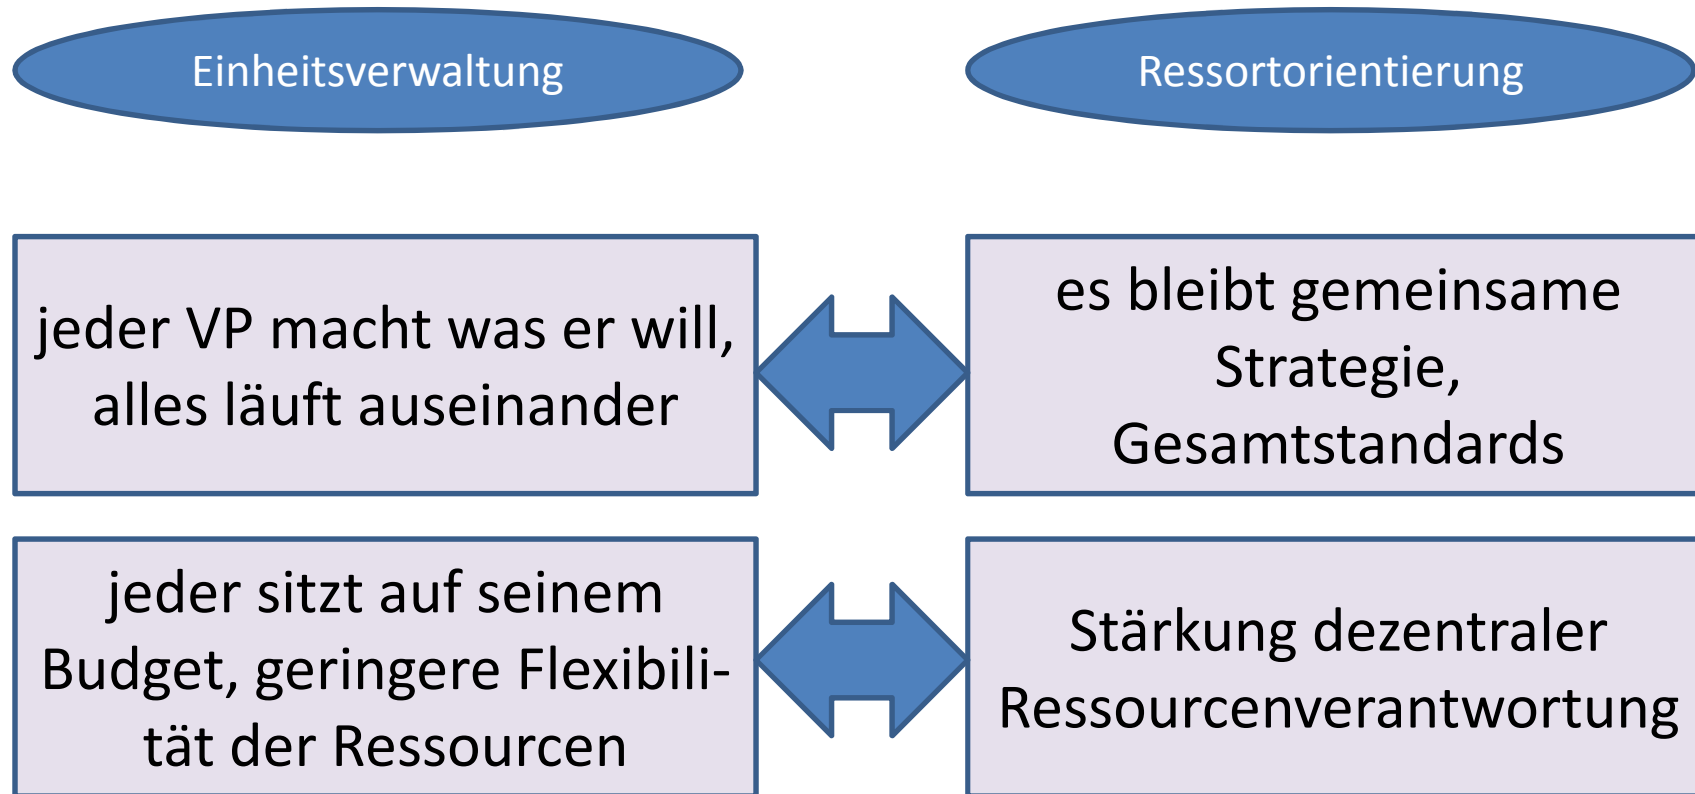 Einheitsverwaltung
Ressortorientierung
jeder VP macht was er will,
alles läuft auseinander
es bleibt gemeinsame
Strategie,
Gesamtstandards
jeder sitzt auf seinem
Budget, geringere Flexibili-
tät der Ressourcen
Stärkung dezentraler
Ressourcenverantwortung